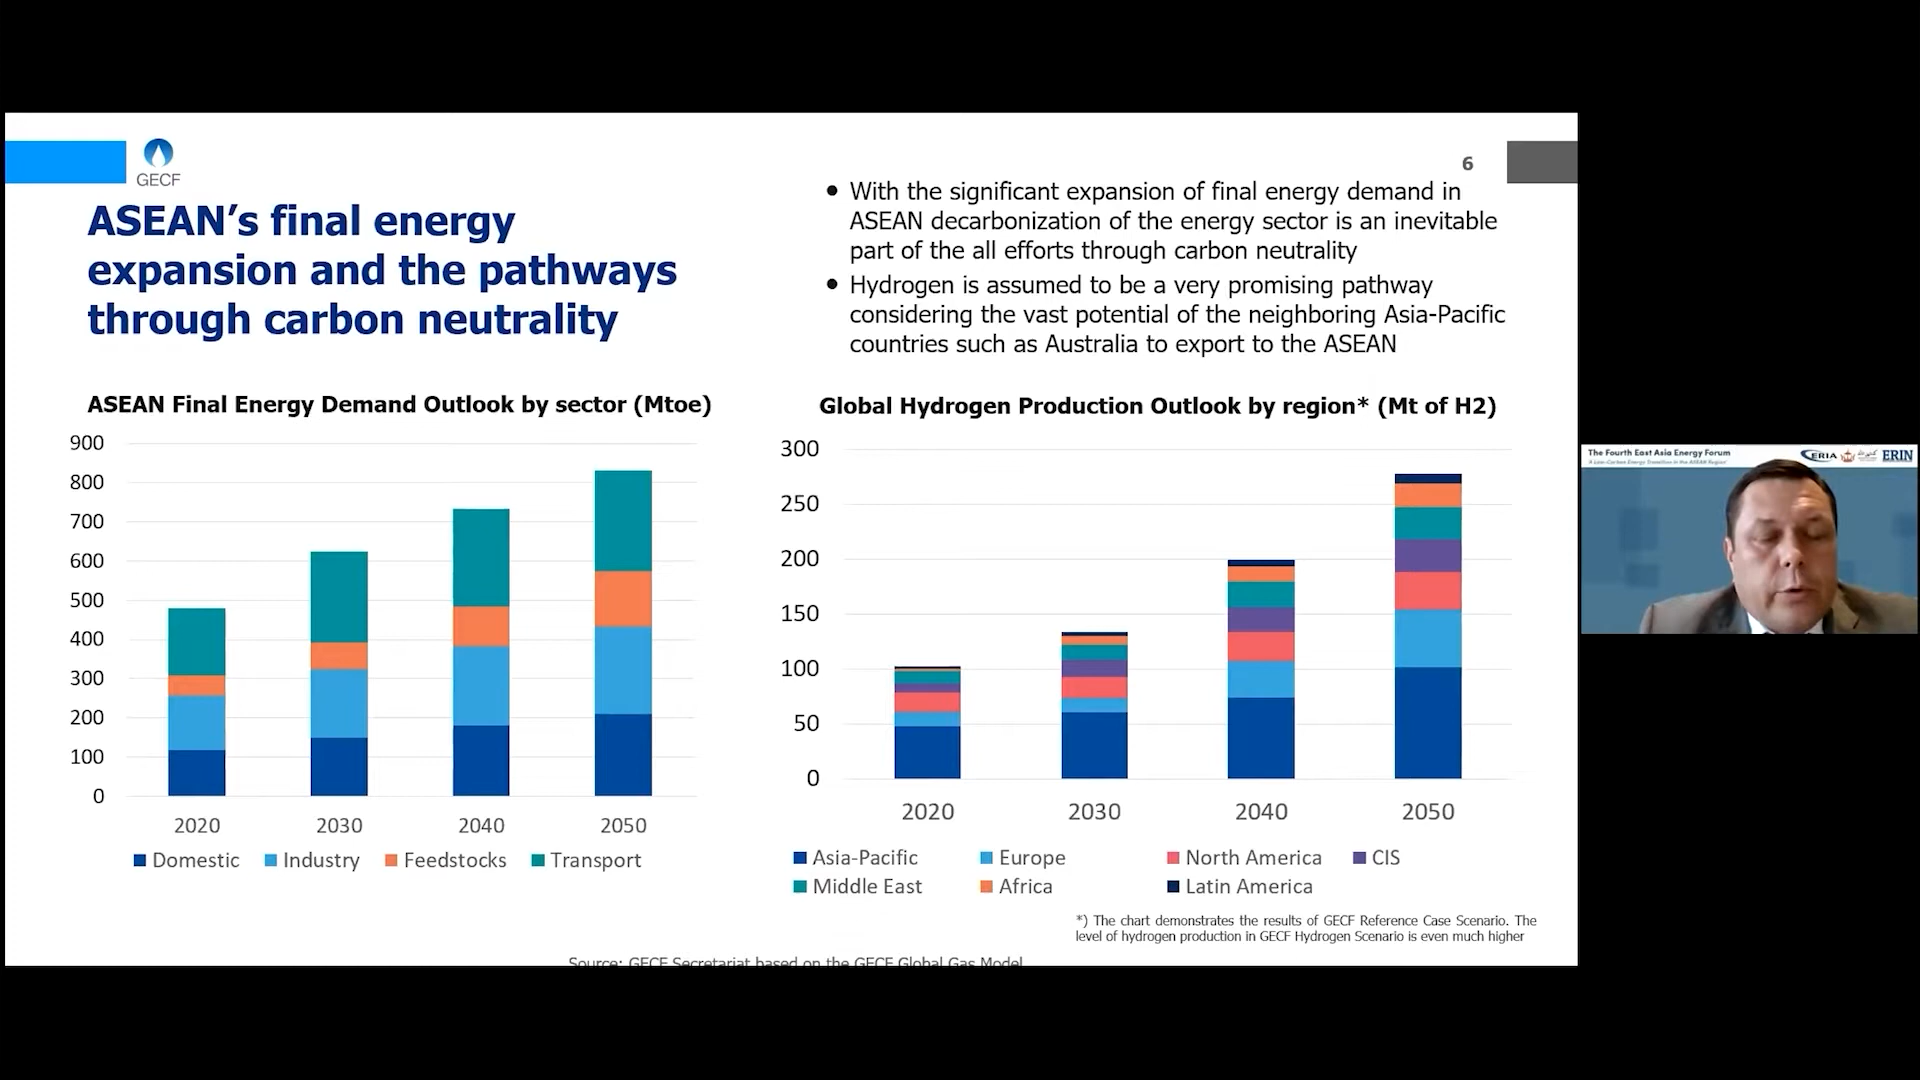 GECF
6
ASEAN’s final energy
expansion and the pathways
through carbon neutrality
● With the significant expansion of final energy demand in
ASEAN decarbonization of the energy sector is an inevitable
part of the all efforts through carbon neutrality
● Hydrogen is assumed to be a very promising pathway
considering the vast potential of the neighboring Asia-Pacific
countries such as Australia to export to the ASEAN
ASEAN Final Energy Demand Outlook by sector (Mtoe)
900
800
700
600
500
400
300
200
100
0
2020 2030 2040 2050
Domestic Industry Feedstocks Transport
Global Hydrogen Production Outlook by region* (Mt of H2)
300
250
200
150
100
50
0
2020 2030 2040 2050
Asia-Pacific Europe North America CIS
Middle East Africa Latin America
*) The chart demonstrates the results of GECF Reference Case Scenario. The
level of hydrogen production in GECF Hydrogen Scenario is even much higher
Source: GECF Secretariat based on the GECF Global Gas Model
The Fourth East Asia Energy Forum
A Low-Carbon Energy Transition in the ASEAN Region
ERIA ERIN